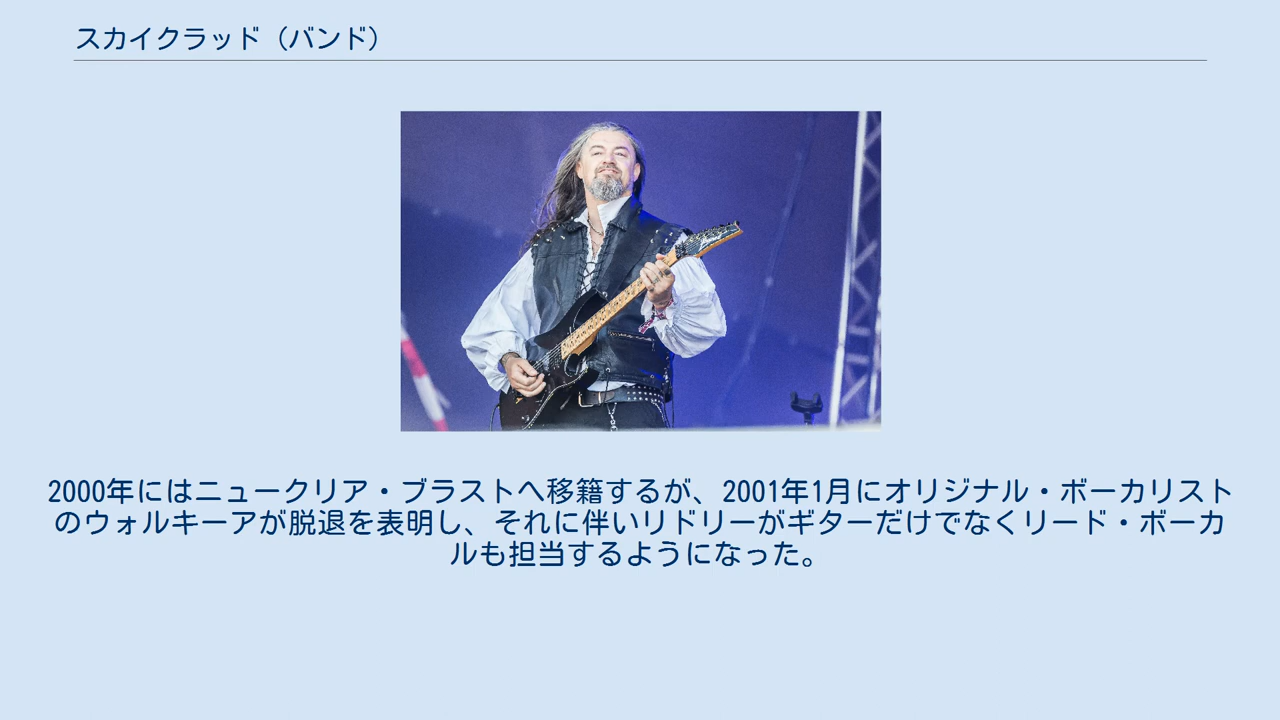 スカイクラッド（バンド）
2000年にはニュークリア・ブラストへ移籍するが、2001年1月にオリジナル・ボーカリスト
のウォルキーアが脱退を表明し、それに伴いリドリーがギターだけでなくリード・ボーカ
ルも担当するようになった。